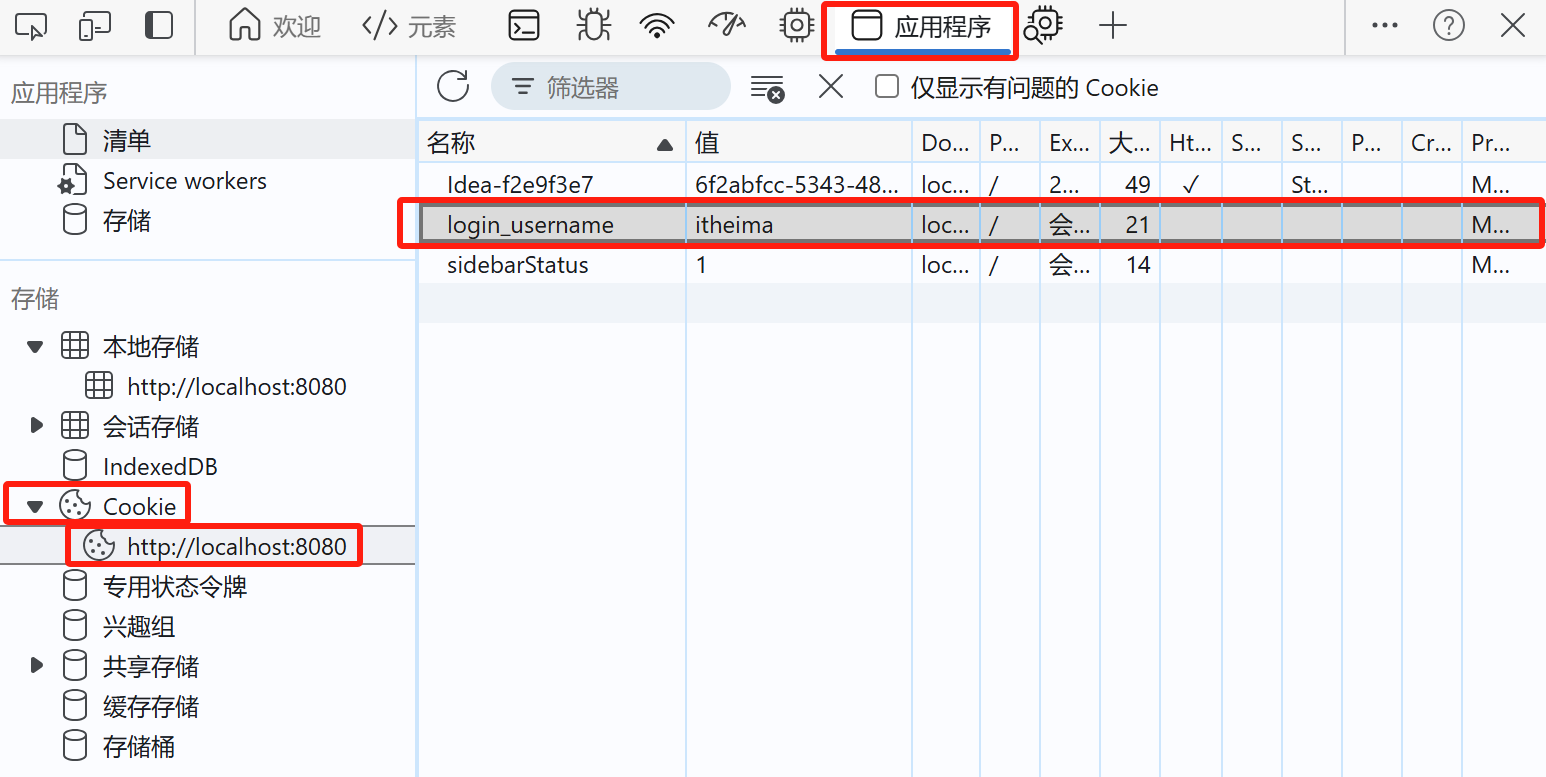 欢迎 元素 应用程序
应用程序
清单
Service workers
存储
存储
本地存储
http://localhost:8080
会话存储
IndexedDB
Cookie
http://localhost:8080
专用状态令牌
兴趣组
共享存储
缓存存储
存储桶
筛选器 仅显示有问题的 Cookie
名称 值 Do... P... Ex... 大... Ht... S... S... P... Cr... Pr...
Idea-f2e9f3e7 6f2abfcc-5343-48... loc... / 2... 49 ✓ St... M...
login_username itheima loc... / 会... 21 M...
sidebarStatus 1 loc... / 会... 14 M...